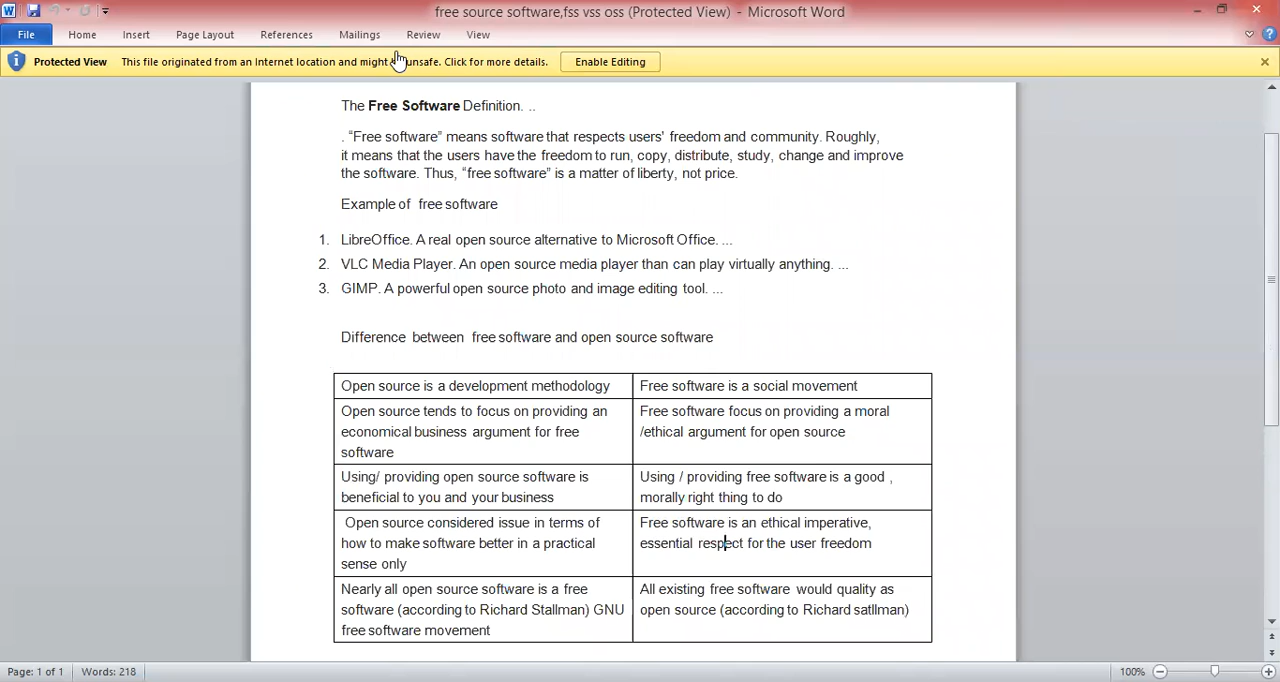 free source software,fss vss oss (Protected View) - Microsoft Word
File Home Insert Page Layout References Mailings Review View
Protected View This file originated from an Internet location and might unsafe. Click for more details. Enable Editing
The Free Software Definition. ..
. “Free software” means software that respects users' freedom and community. Roughly,
it means that the users have the freedom to run, copy, distribute, study, change and improve
the software. Thus, “free software” is a matter of liberty, not price.
Example of free software
1. LibreOffice. A real open source alternative to Microsoft Office. ...
2. VLC Media Player. An open source media player than can play virtually anything. ...
3. GIMP. A powerful open source photo and image editing tool. ...
Difference between free software and open source software
Open source is a development methodology
Free software is a social movement
Open source tends to focus on providing an
economical business argument for free
software
Free software focus on providing a moral
/ethical argument for open source
Using/ providing open source software is
beneficial to you and your business
Using / providing free software is a good ,
morally right thing to do
Open source considered issue in terms of
how to make software better in a practical
sense only
Free software is an ethical imperative,
essential respect for the user freedom
Nearly all open source software is a free
software (according to Richard Stallman) GNU
free software movement
All existing free software would quality as
open source (according to Richard satllman)
Page: 1 of 1 Words: 218 100%